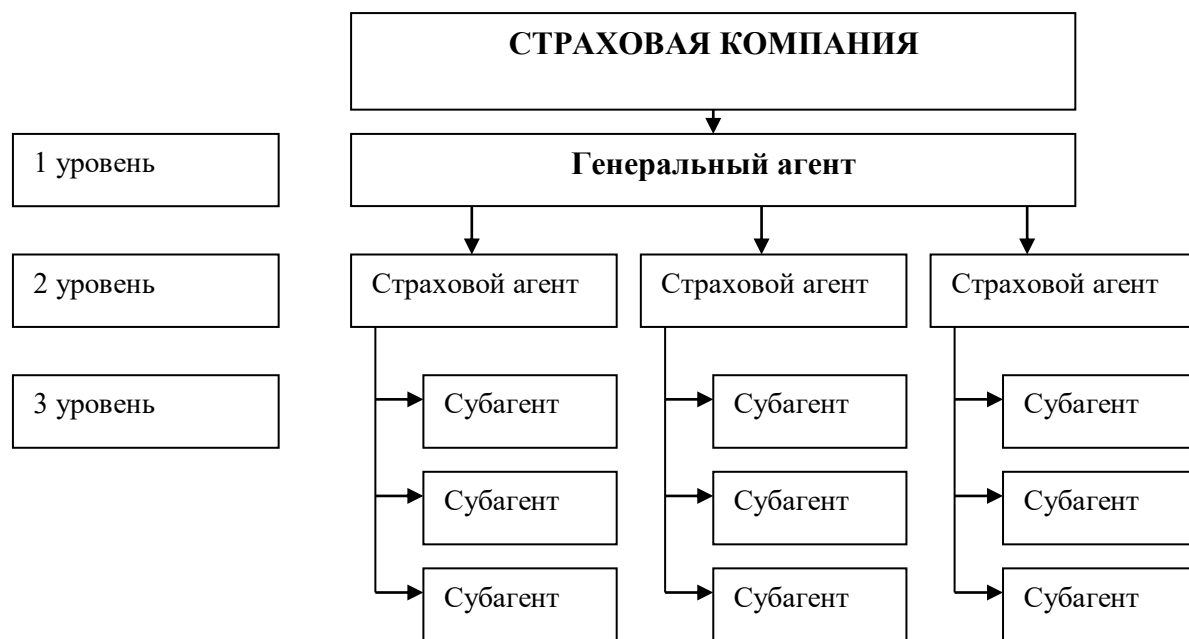 СТРАХОВАЯ КОМПАНИЯ
1 уровень
Генеральный агент
2 уровень
Страховой агент
Страховой агент
Страховой агент
3 уровень
Субагент
Субагент
Субагент
Субагент
Субагент
Субагент
Субагент
Субагент
Субагент